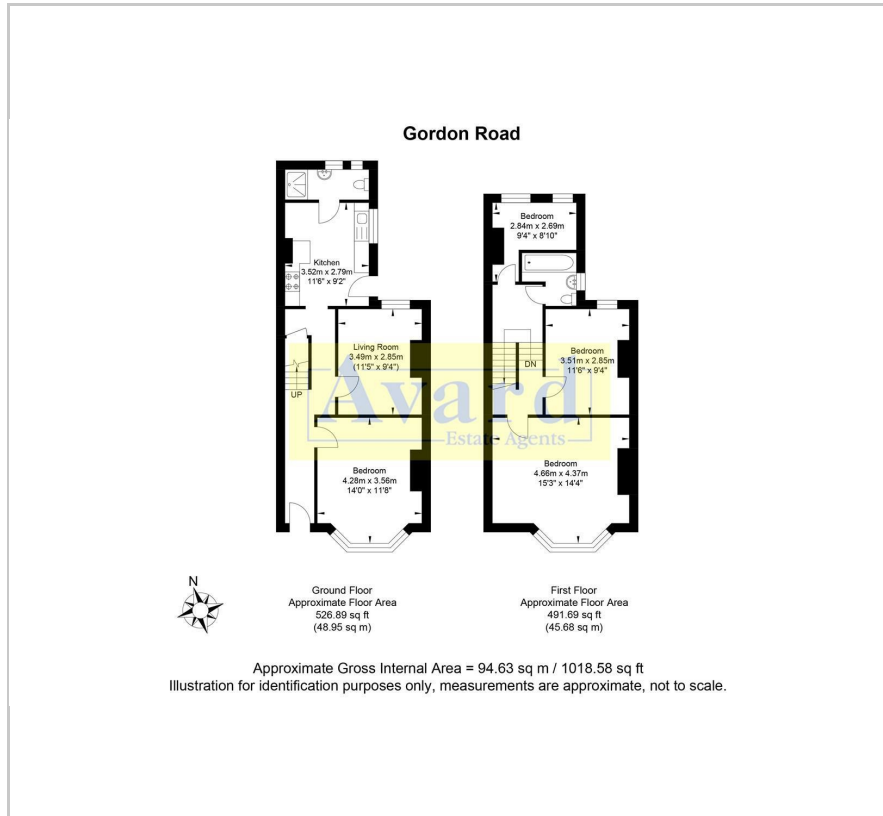 Gordon Road
Kitchen
3.52m x 2.79m
11'6" x 9'2"
Living Room
3.49m x 2.85m
(11'5" x 9'4")
UP
Bedroom
4.28m x 3.56m
14'0" x 11'8"
Bedroom
2.84m x 2.69m
9'4" x 8'10"
DN
Bedroom
3.51m x 2.85m
11'6" x 9'4"
Bedroom
4.66m x 4.37m
15'3" x 14'4"
Avard
Estate Agents
N
Ground Floor
Approximate Floor Area
526.89 sq ft
(48.95 sq m)
First Floor
Approximate Floor Area
491.69 sq ft
(45.68 sq m)
Approximate Gross Internal Area = 94.63 sq m / 1018.58 sq ft
Illustration for identification purposes only, measurements are approximate, not to scale.